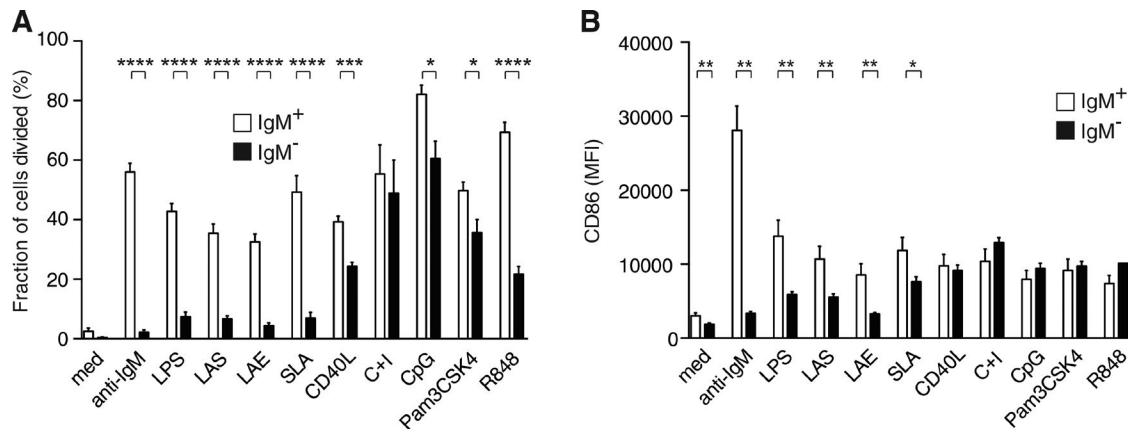 A
Fraction of cells divided (%)
100
80
60
40
20
0
**** **** **** **** **** *** * * ****
IgM+
IgM-
med
anti-IgM
LPS
LAS
LAE
SLA
CD40L
C+I
CpG
Pam3CSK4
R848
B
CD86 (MFI)
40000
30000
20000
10000
0
** ** ** ** ** *
IgM+
IgM-
med
anti-IgM
LPS
LAS
LAE
SLA
CD40L
C+I
CpG
Pam3CSK4
R848